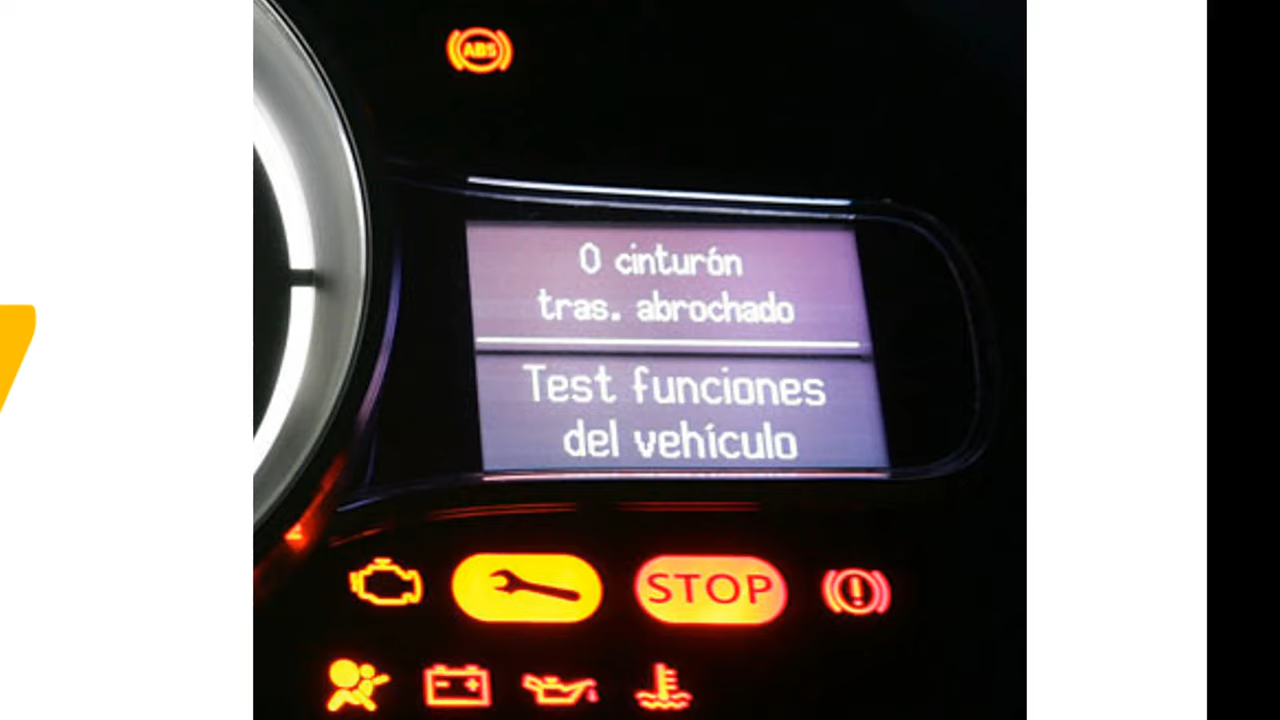 ABS
0 cinturón
tras. abrochado
Test funciones
del vehículo
STOP